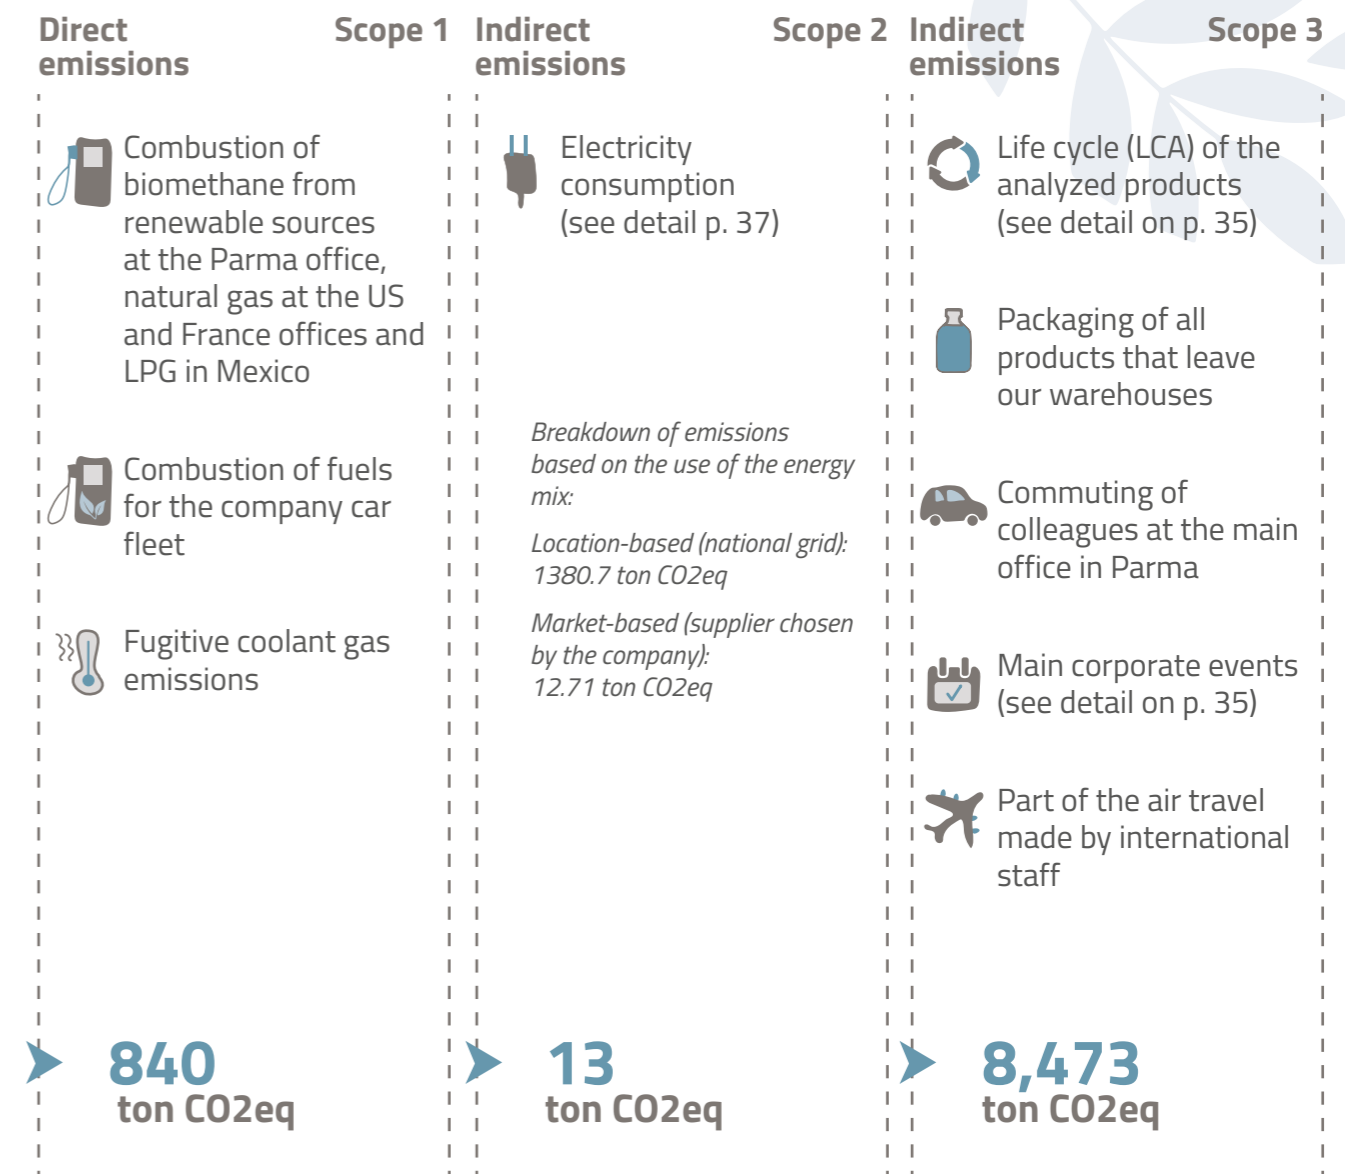 Direct
emissions
Scope 1
Combustion of
biomethane from
renewable sources
at the Parma office,
natural gas at the US
and France offices and
LPG in Mexico
Combustion of fuels
for the company car
fleet
Fugitive coolant gas
emissions
840
ton CO2eq
Indirect
emissions
Scope 2
Electricity
consumption
(see detail p. 37)
Breakdown of emissions
based on the use of the energy
mix:
Location-based (national grid):
1380.7 ton CO2eq
Market-based (supplier chosen
by the company):
12.71 ton CO2eq
13
ton CO2eq
Indirect
emissions
Scope 3
Life cycle (LCA) of the
analyzed products
(see detail on p. 35)
Packaging of all
products that leave
our warehouses
Commuting of
colleagues at the main
office in Parma
Main corporate events
(see detail on p. 35)
Part of the air travel
made by international
staff
8,473
ton CO2eq